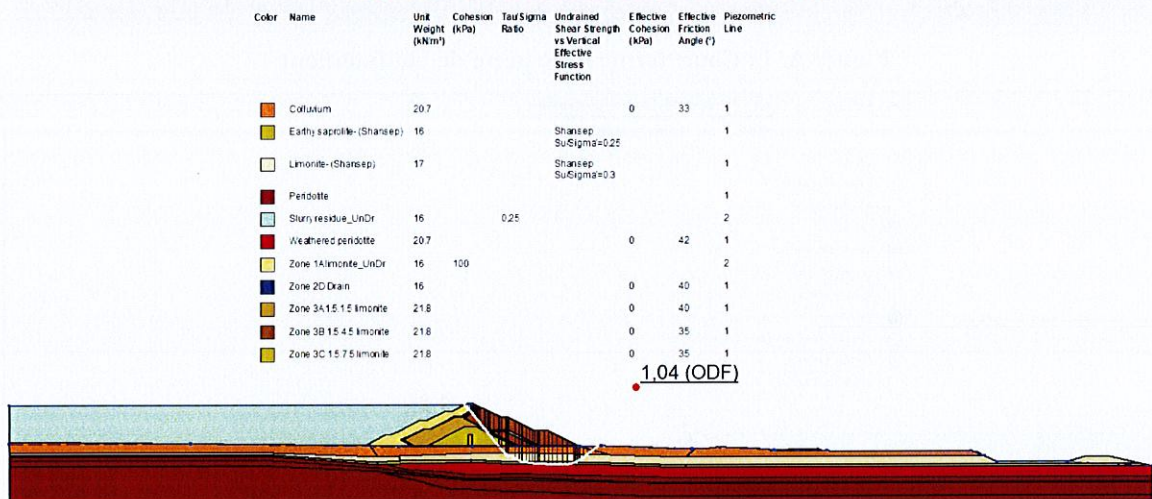 Color Name Unit Weight (kN/m³) Cohesion (kPa) Tau/Sigma Ratio Undrained Shear Strength vs Vertical Effective Stress Function Effective Cohesion (kPa) Effective Friction Angle (°) Piezometric Line
Colluvium 20.7 0 33 1
Earthy saprolite-(Shansep) 16 Shansep Su/Sigma'=0.25 1
Limonite-(Shansep) 17 Shansep Su/Sigma'=0.3 1
Peridotite 1
Slurry residue_UnDr 16 0.25 2
Weathered peridotite 20.7 0 42 1
Zone 1A limonite_UnDr 16 100 2
Zone 2D Drain 16 0 40 1
Zone 3A 1.5:1.5 limonite 21.8 0 40 1
Zone 3B 1.5 4.5 limonite 21.8 0 35 1
Zone 3C 1.5 7.5 limonite 21.8 0 35 1
1,04 (ODF)